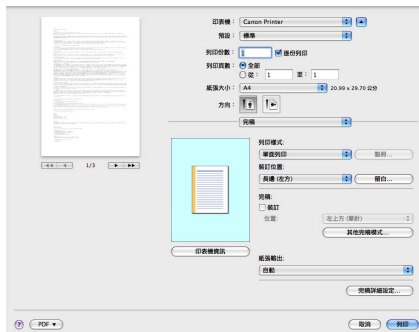 印表機： Canon Printer
預設： 標準
列印份數： 1 逐份列印
列印頁數： 全部
從： 1 至： 1
紙張大小： A4 20.99 x 29.70 公分
方向：
完稿
1/3
列印樣式:
單面列印
裝訂位置:
長邊 (左方) 留白...
完稿:
裝訂
位置: 左上方 (單針)
其他完稿模式...
印表機資訊
紙張輸出:
自動
完稿詳細設定...
? PDF ▼ 取消 列印